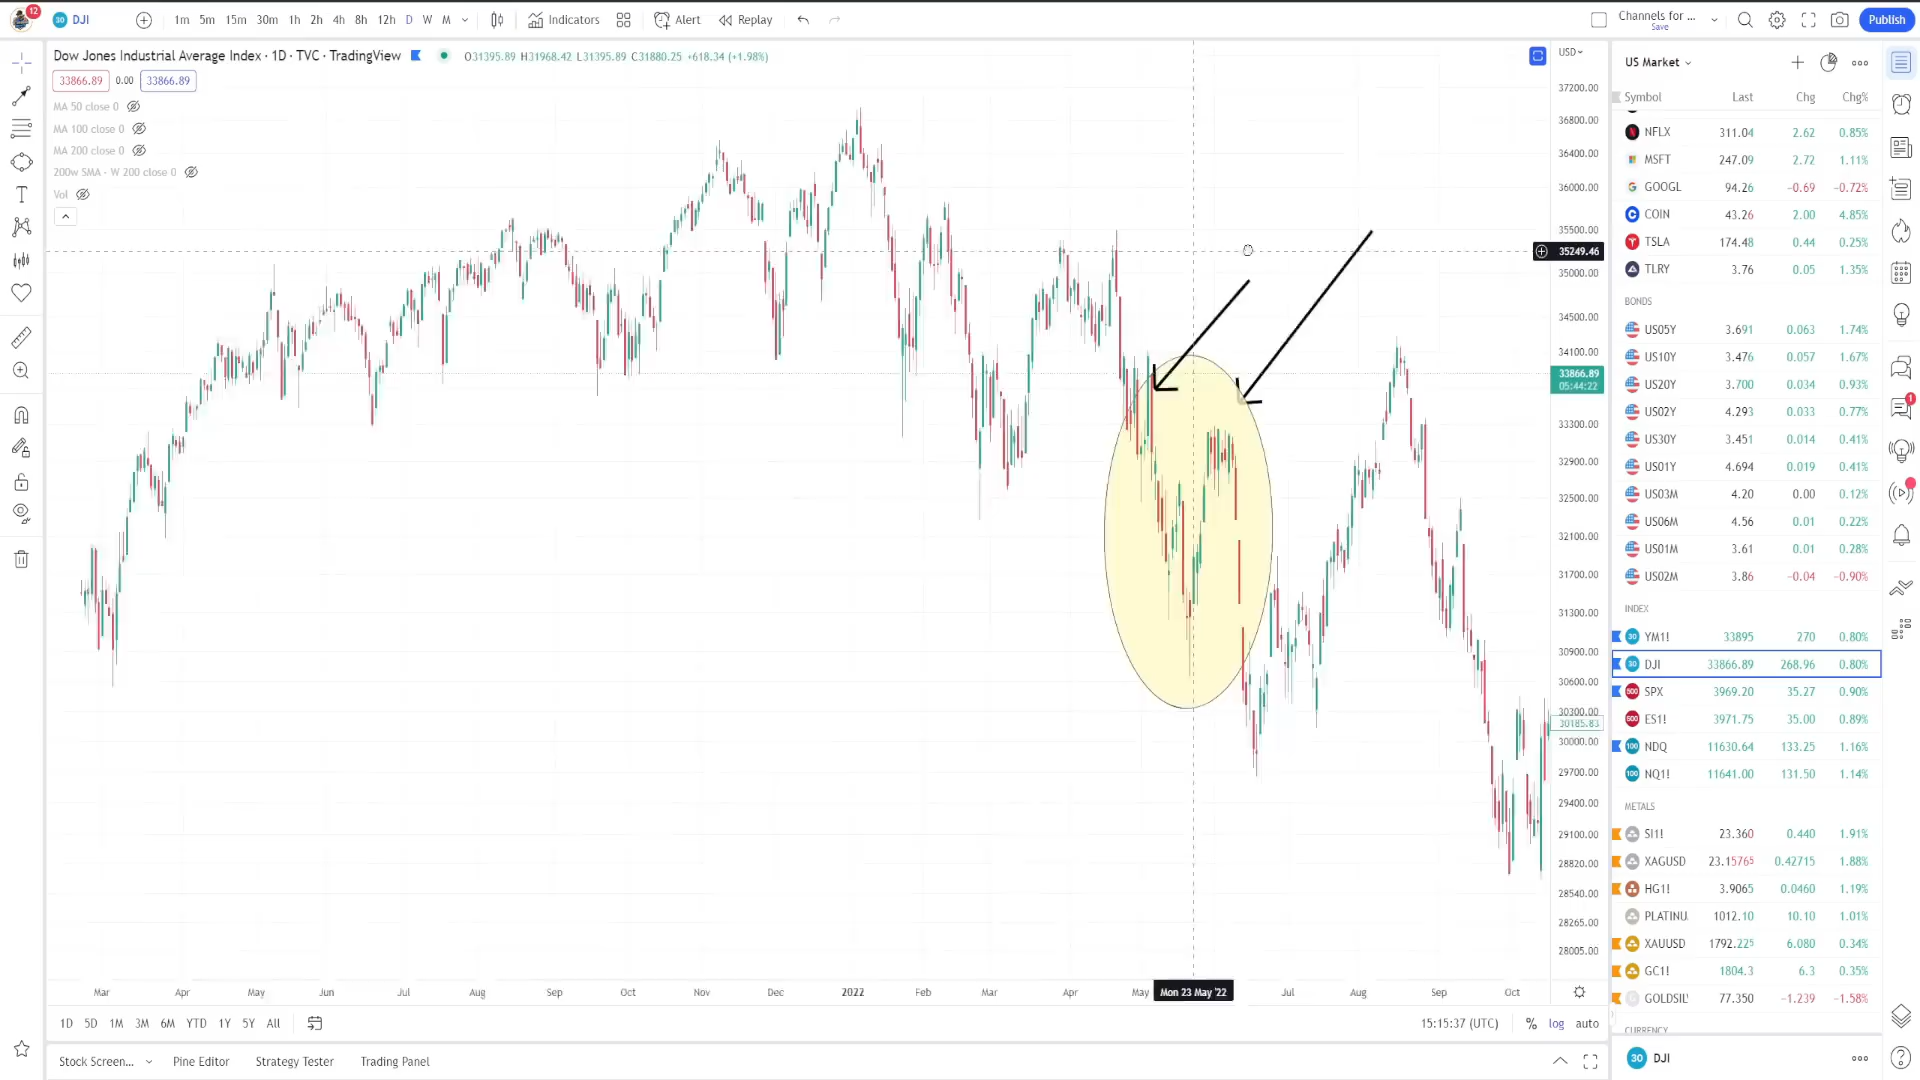 12
30 DJI
1m 5m 15m 30m 1h 2h 4h 8h 12h D W M
Indicators
Alert
Replay
Channels for ...
Save
Publish
Dow Jones Industrial Average Index · 1D · TVC · TradingView
O31395.89 H31968.42 L31395.89 C31880.25 +618.34 (+1.98%)
33866.89 0.00 33866.89
MA 50 close 0
MA 100 close 0
MA 200 close 0
200w SMA - W 200 close 0
Vol
USD
37200.00
36800.00
36400.00
36000.00
35500.00
35249.46
35000.00
34500.00
34100.00
33866.89
05:44:22
33300.00
32900.00
32500.00
32100.00
31700.00
31300.00
30900.00
30600.00
30300.00
30185.83
30000.00
29700.00
29400.00
29100.00
28820.00
28540.00
28265.00
28005.00
Mar Apr May Jun Jul Aug Sep Oct Nov Dec 2022 Feb Mar Apr May Mon 23 May '22 Jul Aug Sep Oct
1D 5D 1M 3M 6M YTD 1Y 5Y All
15:15:37 (UTC) % log auto
Stock Screen... Pine Editor Strategy Tester Trading Panel
US Market
Symbol Last Chg Chg%
NFLX 311.04 2.62 0.85%
MSFT 247.09 2.72 1.11%
GOOGL 94.26 −0.69 −0.72%
COIN 43.26 2.00 4.85%
TSLA 174.48 0.44 0.25%
TLRY 3.76 0.05 1.35%
BONDS
US05Y 3.691 0.063 1.74%
US10Y 3.476 0.057 1.67%
US20Y 3.700 0.034 0.93%
US02Y 4.293 0.033 0.77%
US30Y 3.451 0.014 0.41%
US01Y 4.694 0.019 0.41%
US03M 4.20 0.00 0.12%
US06M 4.56 0.01 0.22%
US01M 3.61 0.01 0.28%
US02M 3.86 −0.04 −0.90%
INDEX
30 YM1! 33895 270 0.80%
30 DJI 33866.89 268.96 0.80%
500 SPX 3969.20 35.27 0.90%
500 ES1! 3971.75 35.00 0.89%
100 NDQ 11630.64 133.25 1.16%
100 NQ1! 11641.00 131.50 1.14%
METALS
SI1! 23.360 0.440 1.91%
XAGUSD 23.15765 0.42715 1.88%
HG1! 3.9065 0.0460 1.19%
PLATINU 1012.10 10.10 1.01%
XAUUSD 1792.225 6.080 0.34%
GC1! 1804.3 6.3 0.35%
GOLDSIL 77.350 −1.239 −1.58%
CURRENCY
30 DJI
1